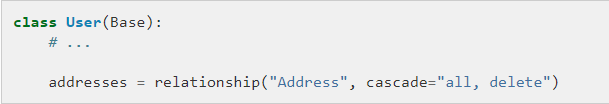 class User(Base):
    # ...
    addresses = relationship("Address", cascade="all, delete")